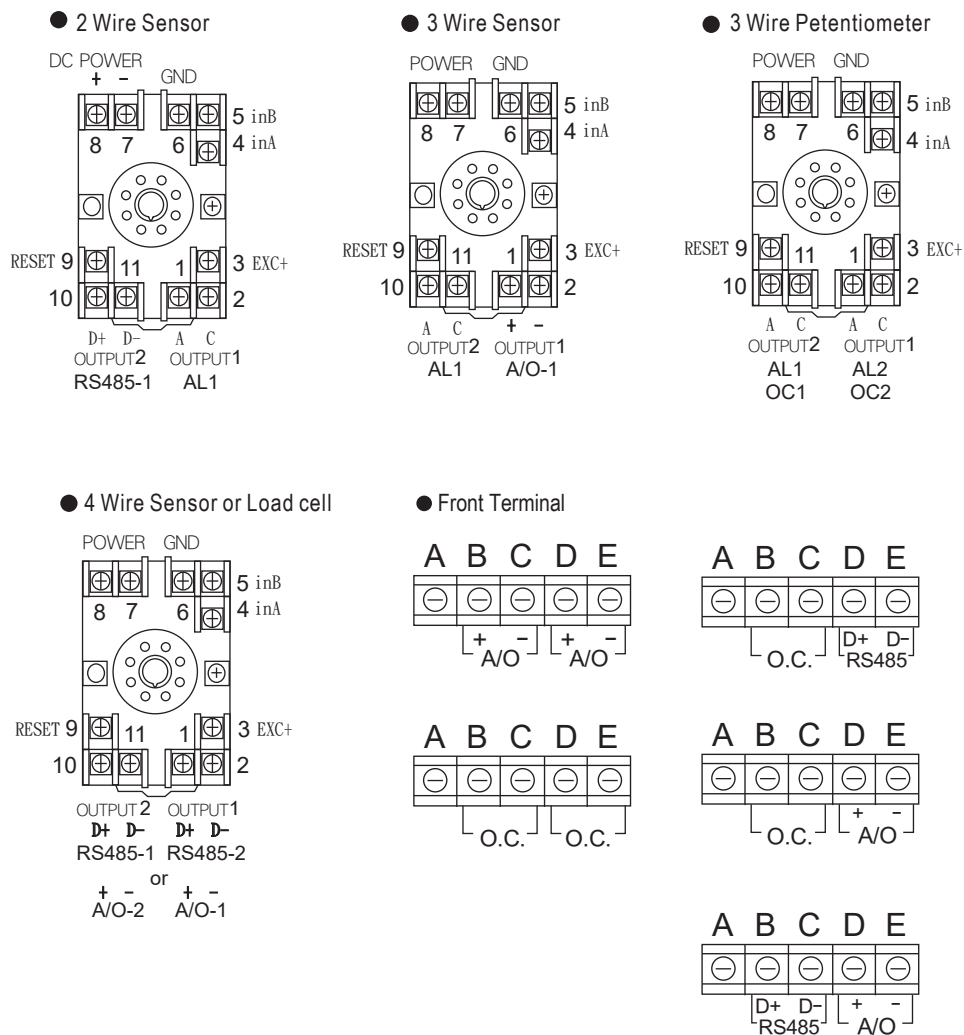 ● 2 Wire Sensor
DC POWER
+ − GND
5 inB
8 7 6 4 inA
RESET 9 11 1 3 EXC+
10 2
D+ D− A C
OUTPUT2 OUTPUT1
RS485-1 AL1
● 3 Wire Sensor
POWER GND
5 inB
8 7 6 4 inA
RESET 9 11 1 3 EXC+
10 2
A C + −
OUTPUT2 OUTPUT1
AL1 A/O-1
● 3 Wire Petentiometer
POWER GND
5 inB
8 7 6 4 inA
RESET 9 11 1 3 EXC+
10 2
A C A C
OUTPUT2 OUTPUT1
AL1 AL2
OC1 OC2
● 4 Wire Sensor or Load cell
POWER GND
5 inB
8 7 6 4 inA
RESET 9 11 1 3 EXC+
10 2
OUTPUT2 OUTPUT1
D+ D− D+ D−
RS485-1 RS485-2
or
+ − + −
A/O-2 A/O-1
● Front Terminal
A B C D E
+ − + −
A/O A/O
A B C D E
D+ D−
O.C. RS485
A B C D E
O.C. O.C.
A B C D E
+ −
O.C. A/O
A B C D E
D+ D− + −
RS485 A/O